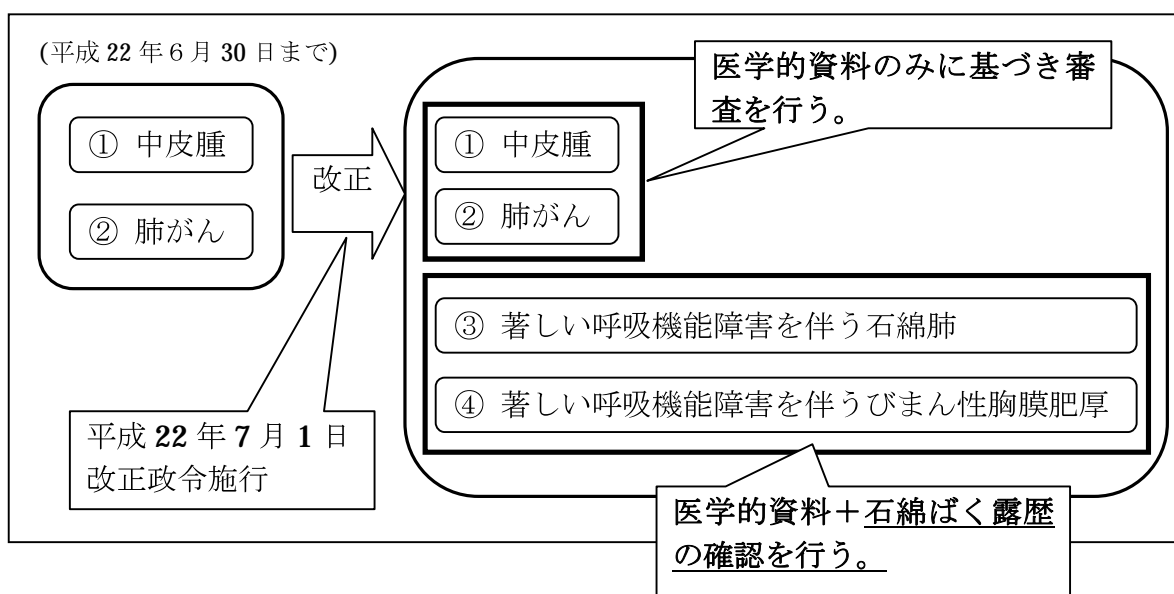 (平成 22 年６月 30 日まで)
① 中皮腫
② 肺がん
改正
平成 22 年 7 月 1 日
改正政令施行
医学的資料のみに基づき審
査を行う。
① 中皮腫
② 肺がん
③ 著しい呼吸機能障害を伴う石綿肺
④ 著しい呼吸機能障害を伴うびまん性胸膜肥厚
医学的資料＋石綿ばく露歴
の確認を行う。